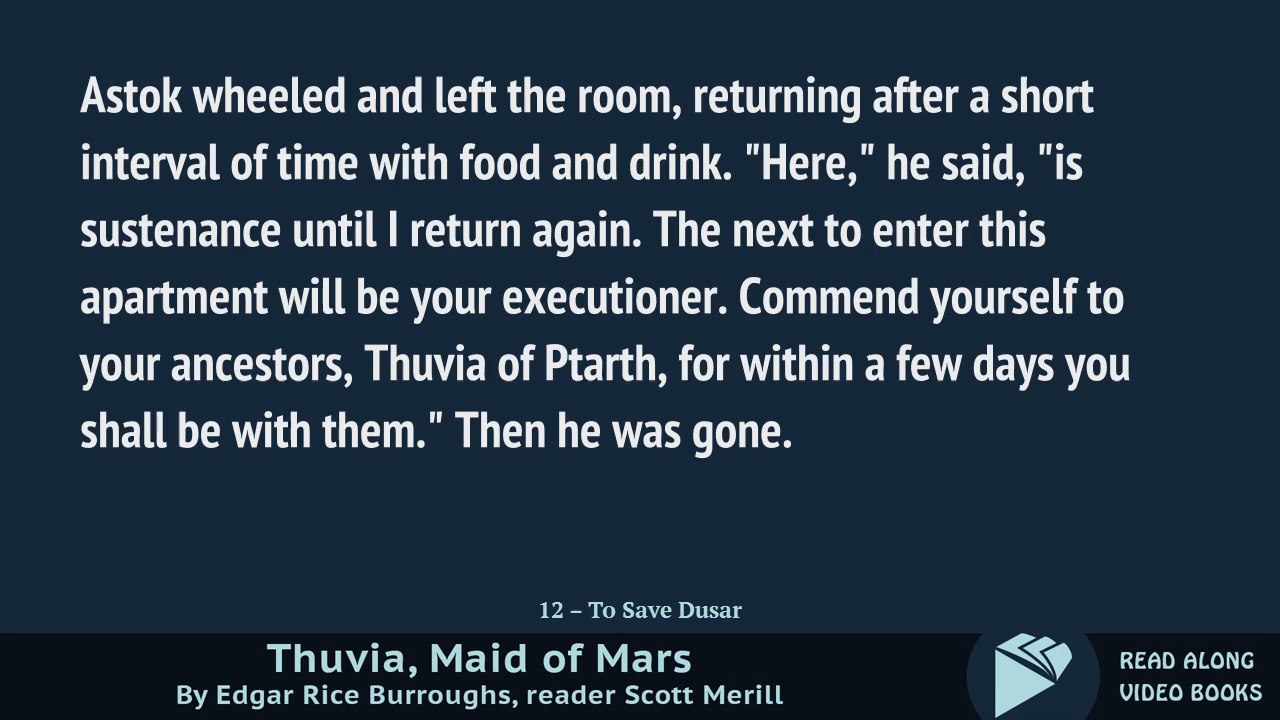 Astok wheeled and left the room, returning after a short
interval of time with food and drink. "Here," he said, "is
sustenance until I return again. The next to enter this
apartment will be your executioner. Commend yourself to
your ancestors, Thuvia of Ptarth, for within a few days you
shall be with them." Then he was gone.
12 – To Save Dusar
Thuvia, Maid of Mars
By Edgar Rice Burroughs, reader Scott Merill
READ ALONG
VIDEO BOOKS